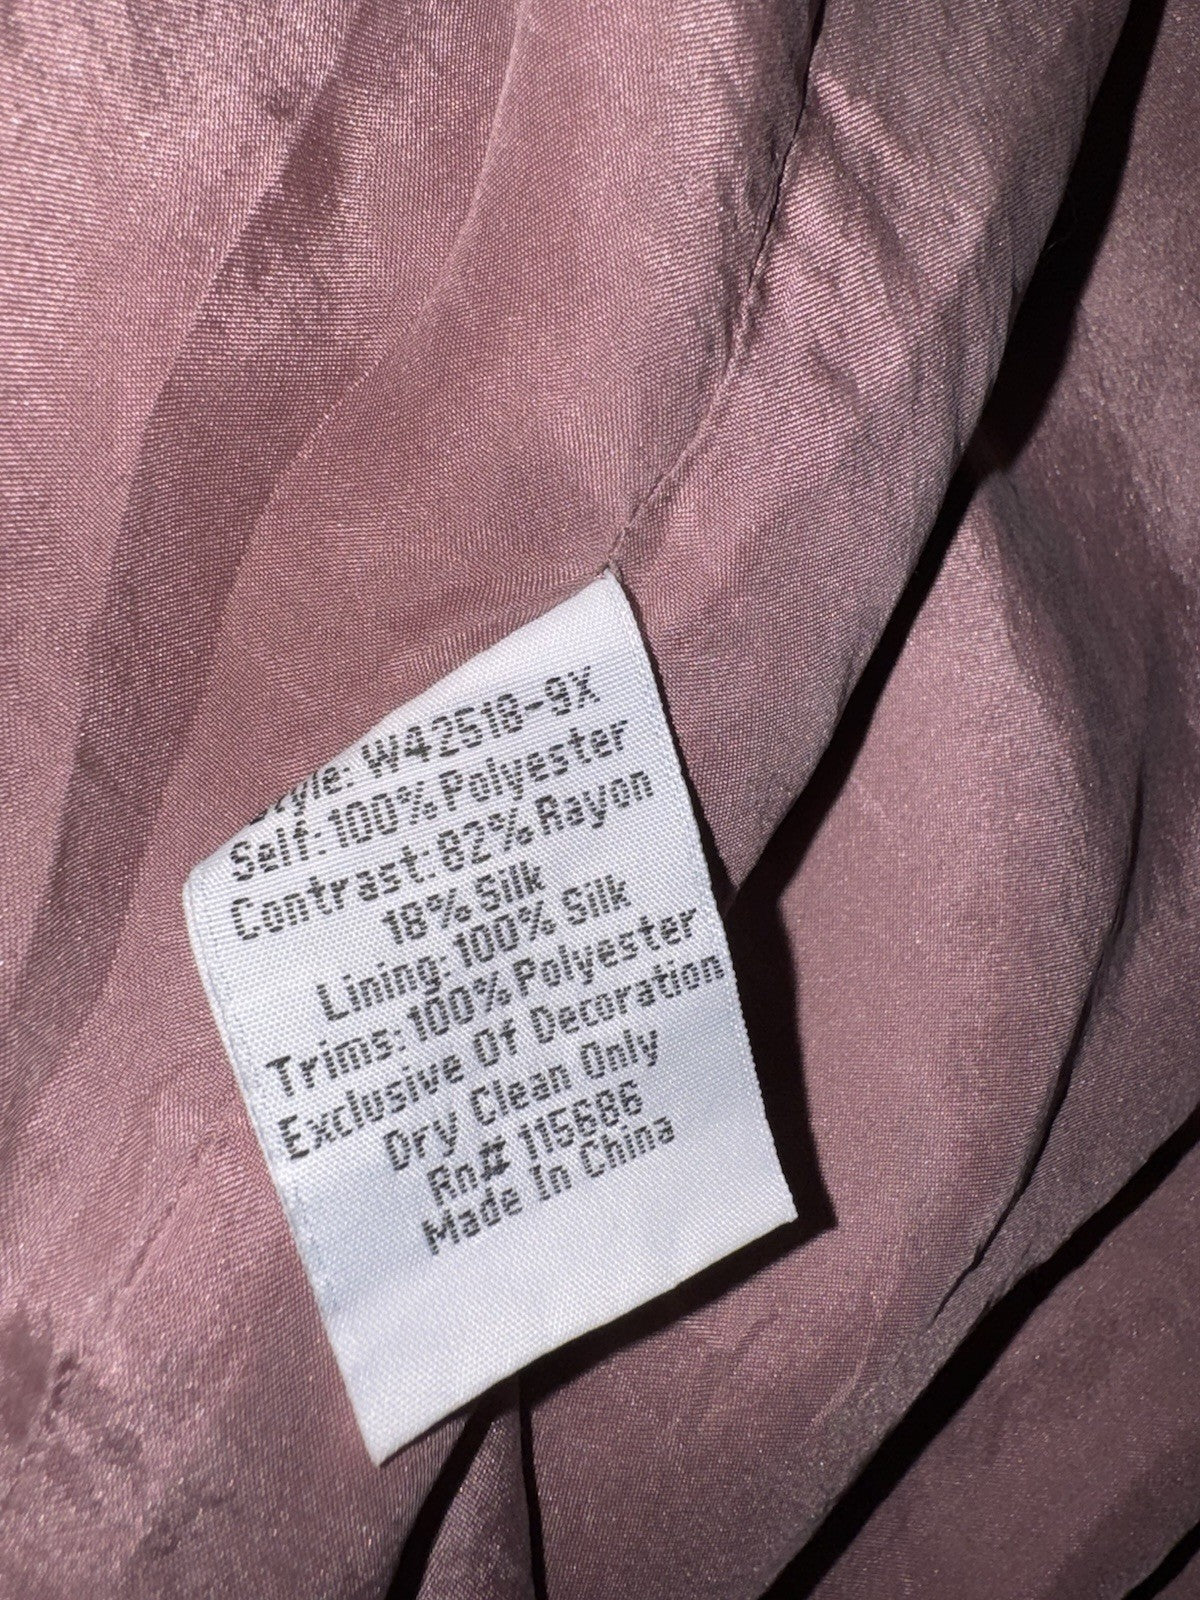 Style: W42518-9X
Self: 100% Polyester
Contrast: 82% Rayon
18% Silk
Lining: 100% Silk
Trims: 100% Polyester
Exclusive Of Decoration
Dry Clean Only
Rn# 115686
Made In China